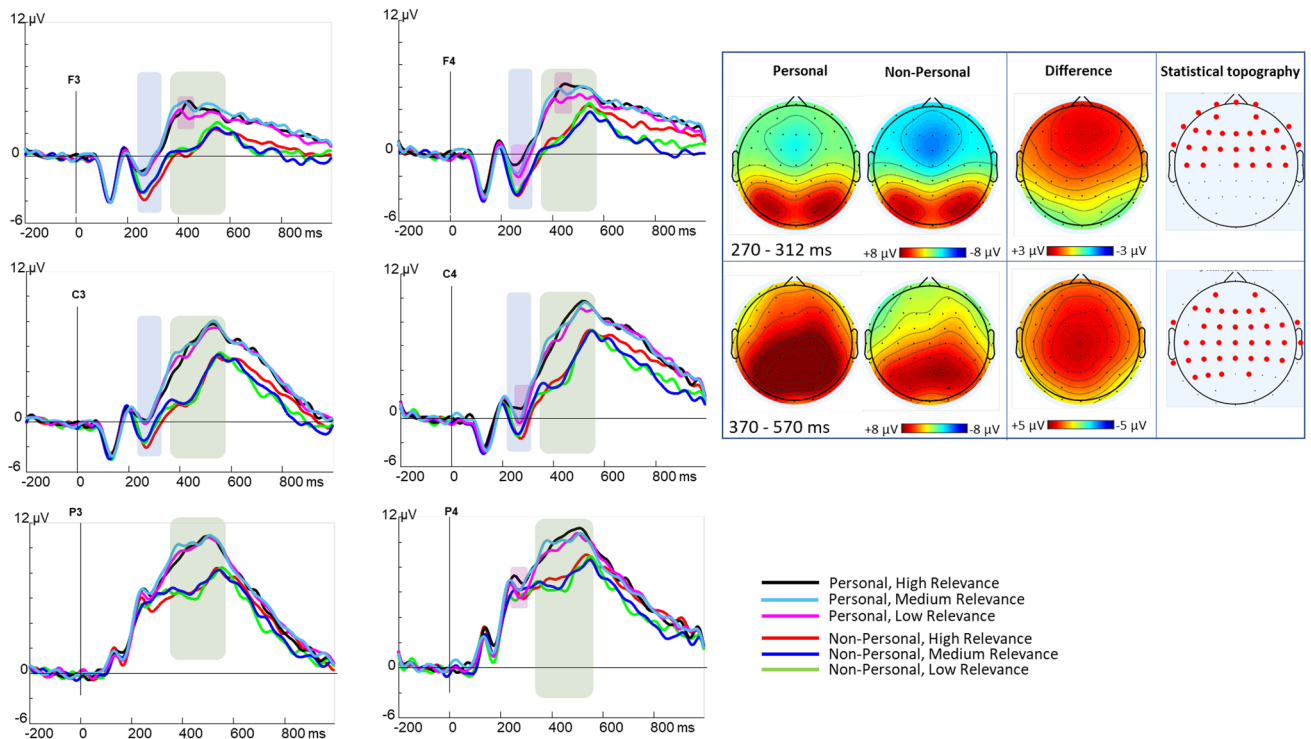 12 μV
F3
0
-6
-200 0 200 400 600 800 ms
12 μV
F4
0
-6
-200 0 200 400 600 800 ms
12 μV
C3
0
-6
-200 0 200 400 600 800 ms
12 μV
C4
0
-6
-200 0 200 400 600 800 ms
12 μV
P3
0
-6
-200 0 200 400 600 800 ms
12 μV
P4
0
-6
-200 0 200 400 600 800 ms
Personal Non-Personal Difference Statistical topography
270 - 312 ms +8 μV -8 μV +3 μV -3 μV
370 - 570 ms +8 μV -8 μV +5 μV -5 μV
Personal, High Relevance
Personal, Medium Relevance
Personal, Low Relevance
Non-Personal, High Relevance
Non-Personal, Medium Relevance
Non-Personal, Low Relevance